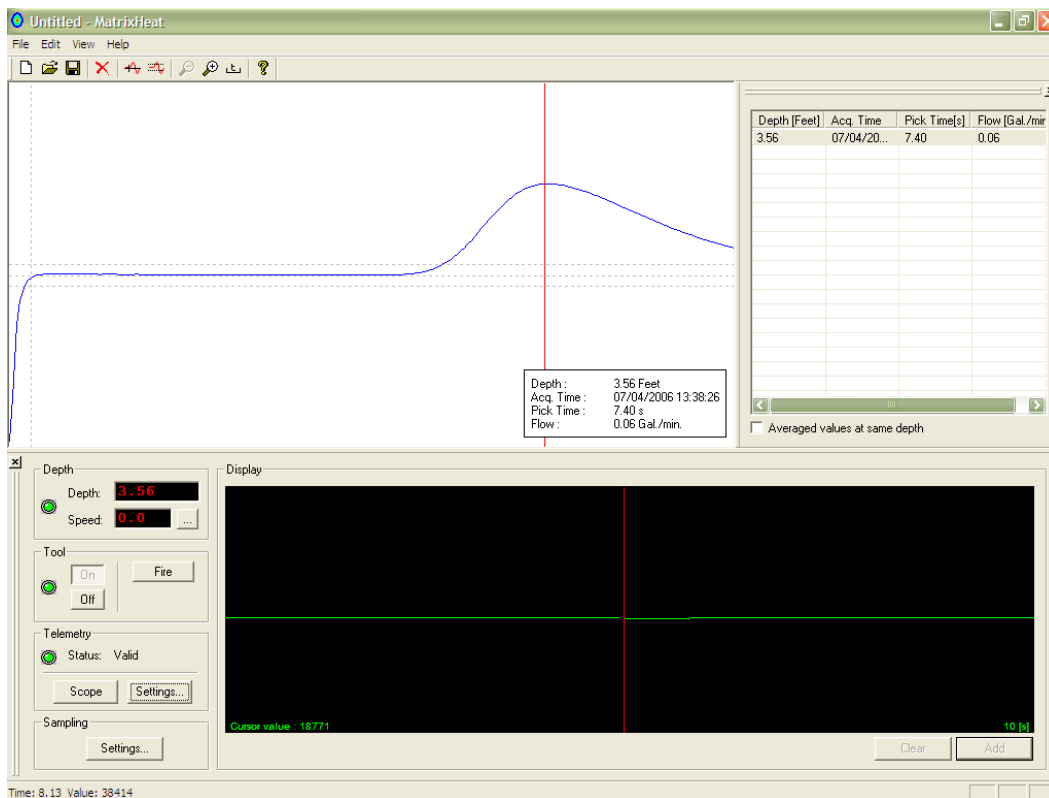 Untitled - MatrixHeat
File Edit View Help
Depth [Feet] Acq. Time Pick Time[s] Flow [Gal./mir
3.56 07/04/20... 7.40 0.06
Depth : 3.56 Feet
Acq. Time : 07/04/2006 13:38:26
Pick Time : 7.40 s
Flow : 0.06 Gal./min.
Averaged values at same depth
Depth
Depth: 3.56
Speed: 0.0 ...
Tool
On
Off
Fire
Telemetry
Status: Valid
Scope Settings...
Sampling
Settings...
Display
Cursor value : 18771
10 [s]
Clear Add
Time: 8.13 Value: 38414